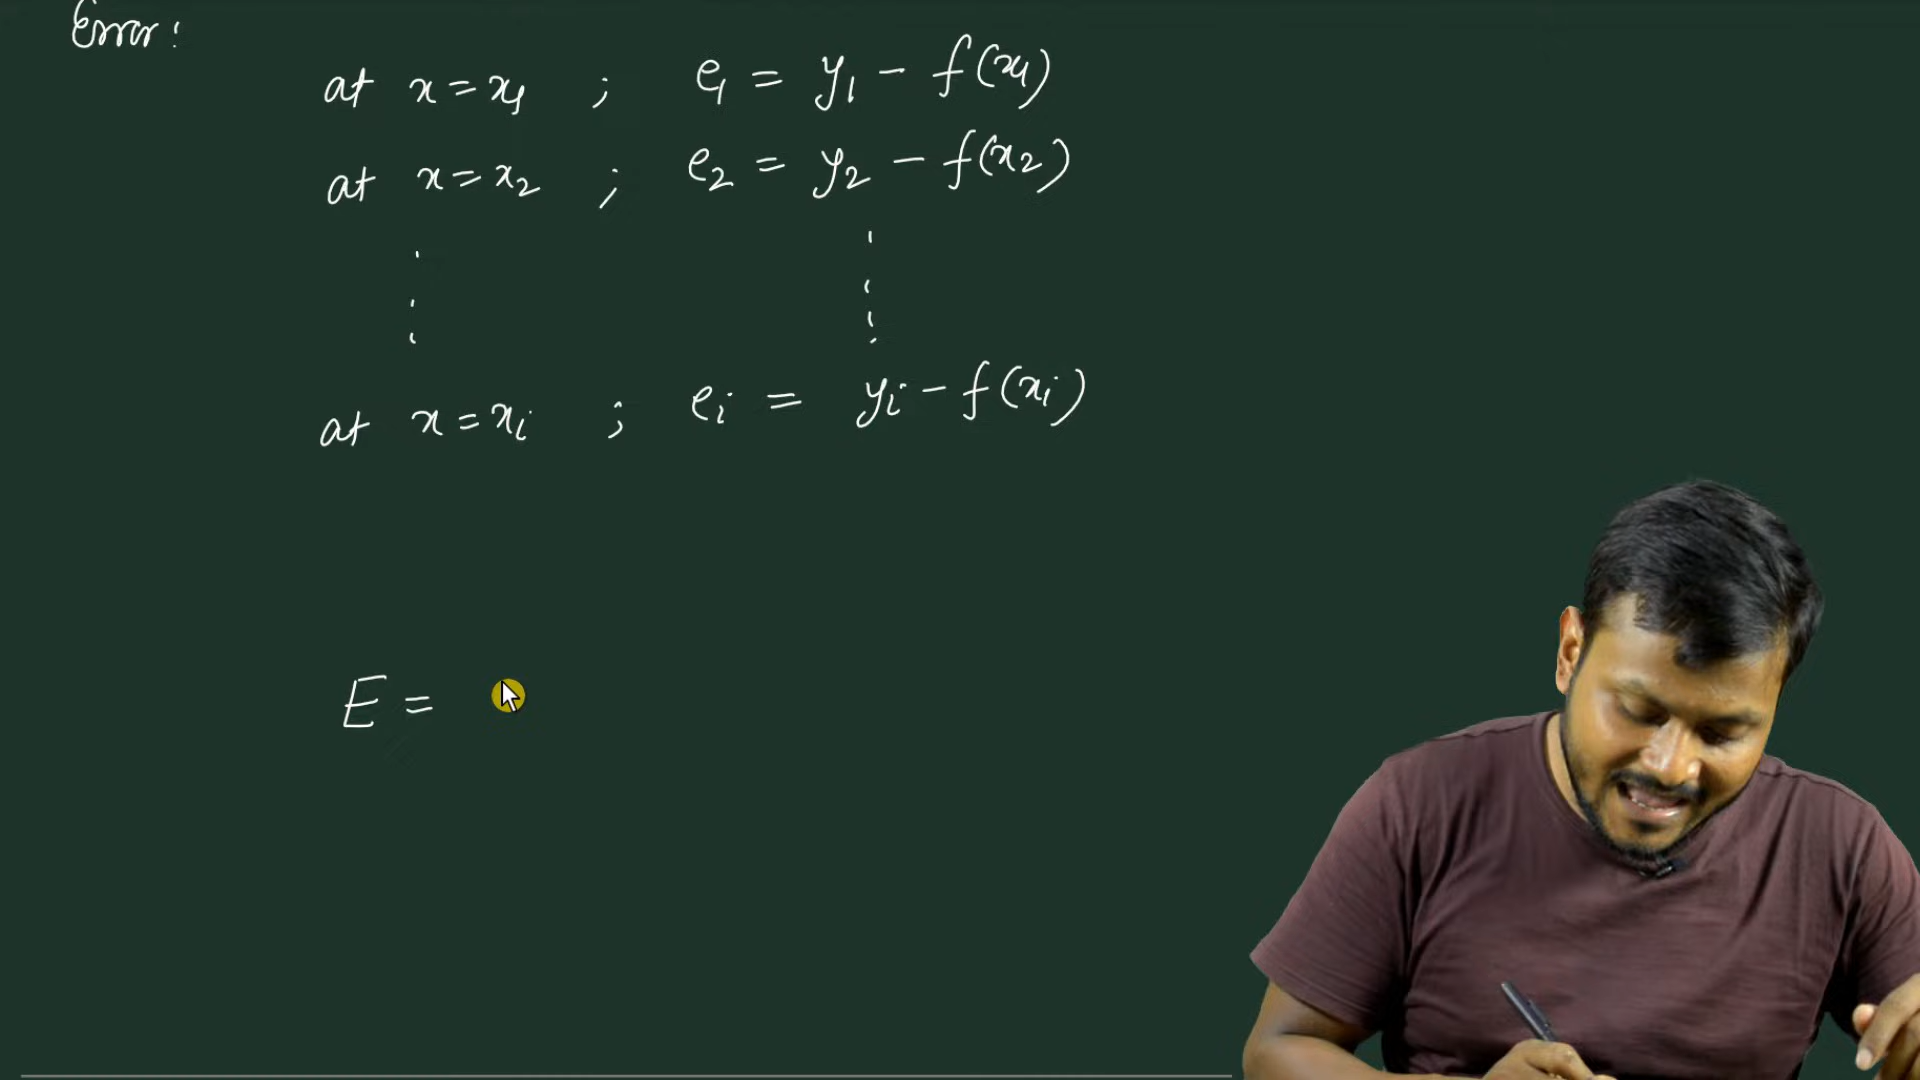 Error:
at x = x1 ; e1 = y1 - f(x1)
at x = x2 ; e2 = y2 - f(x2)
at x = xi ; ei = yi - f(xi)
E =